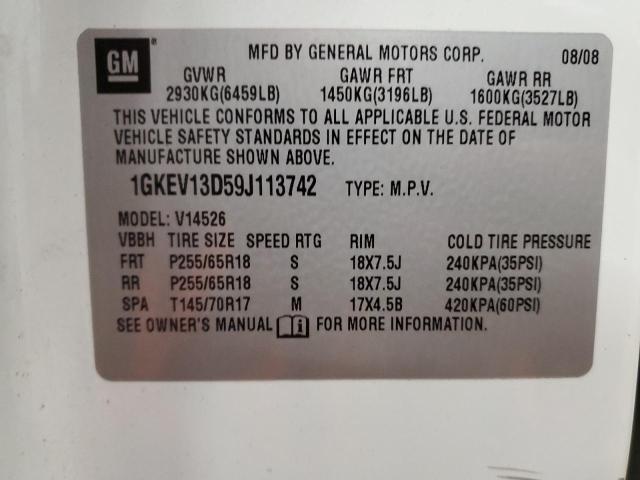 GM ® MFD BY GENERAL MOTORS CORP. 08/08
GVWR GAWR FRT GAWR RR
2930KG(6459LB) 1450KG(3196LB) 1600KG(3527LB)
THIS VEHICLE CONFORMS TO ALL APPLICABLE U.S. FEDERAL MOTOR
VEHICLE SAFETY STANDARDS IN EFFECT ON THE DATE OF
MANUFACTURE SHOWN ABOVE.
1GKEV13D59J113742 TYPE: M.P.V.
MODEL: V14526
VBBH TIRE SIZE SPEED RTG RIM COLD TIRE PRESSURE
FRT P255/65R18 S 18X7.5J 240KPA(35PSI)
RR P255/65R18 S 18X7.5J 240KPA(35PSI)
SPA T145/70R17 M 17X4.5B 420KPA(60PSI)
SEE OWNER'S MANUAL i FOR MORE INFORMATION.